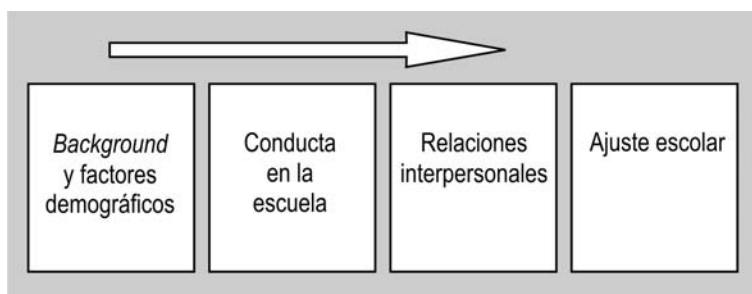 Background
y factores
demográficos
Conducta
en la
escuela
Relaciones
interpersonales
Ajuste escolar